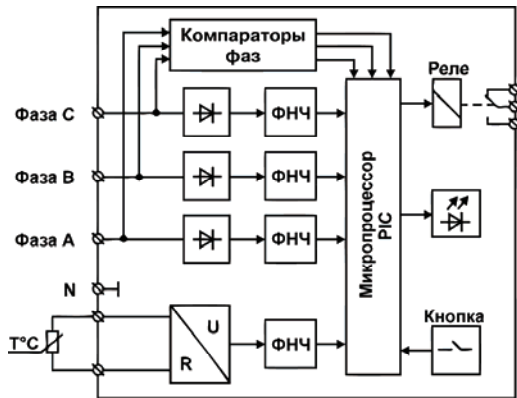 Компараторы
фаз
Реле
Фаза C
ФНЧ
Фаза B
ФНЧ
Фаза A
ФНЧ
Микропроцессор
PIC
N
T°C
U
R
ФНЧ
Кнопка